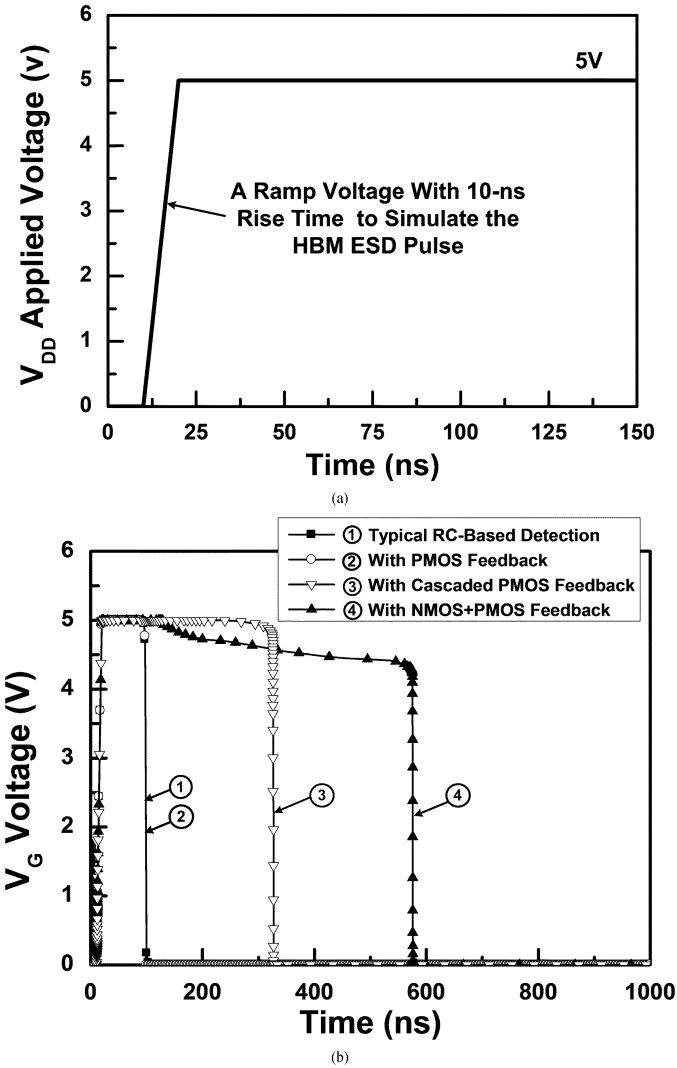 6
5
4
3
2
1
0
V_DD Applied Voltage (v)
5V
A Ramp Voltage With 10-ns
Rise Time to Simulate the
HBM ESD Pulse
0 25 50 75 100 125 150
Time (ns)
(a)
① Typical RC-Based Detection
② With PMOS Feedback
③ With Cascaded PMOS Feedback
④ With NMOS+PMOS Feedback
6
5
4
3
2
1
0
V_G Voltage (V)
①
②
③
④
0 200 400 600 800 1000
Time (ns)
(b)